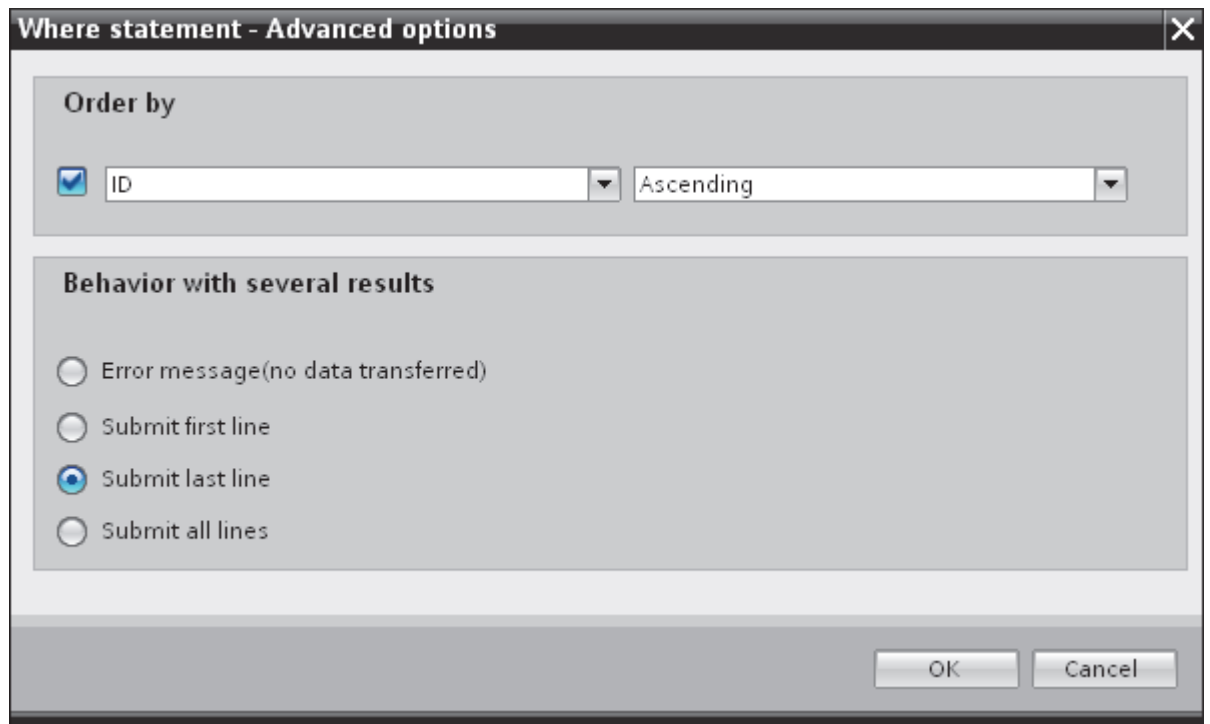 Where statement - Advanced options
Order by
ID Ascending
Behavior with several results
Error message(no data transferred)
Submit first line
Submit last line
Submit all lines
OK Cancel